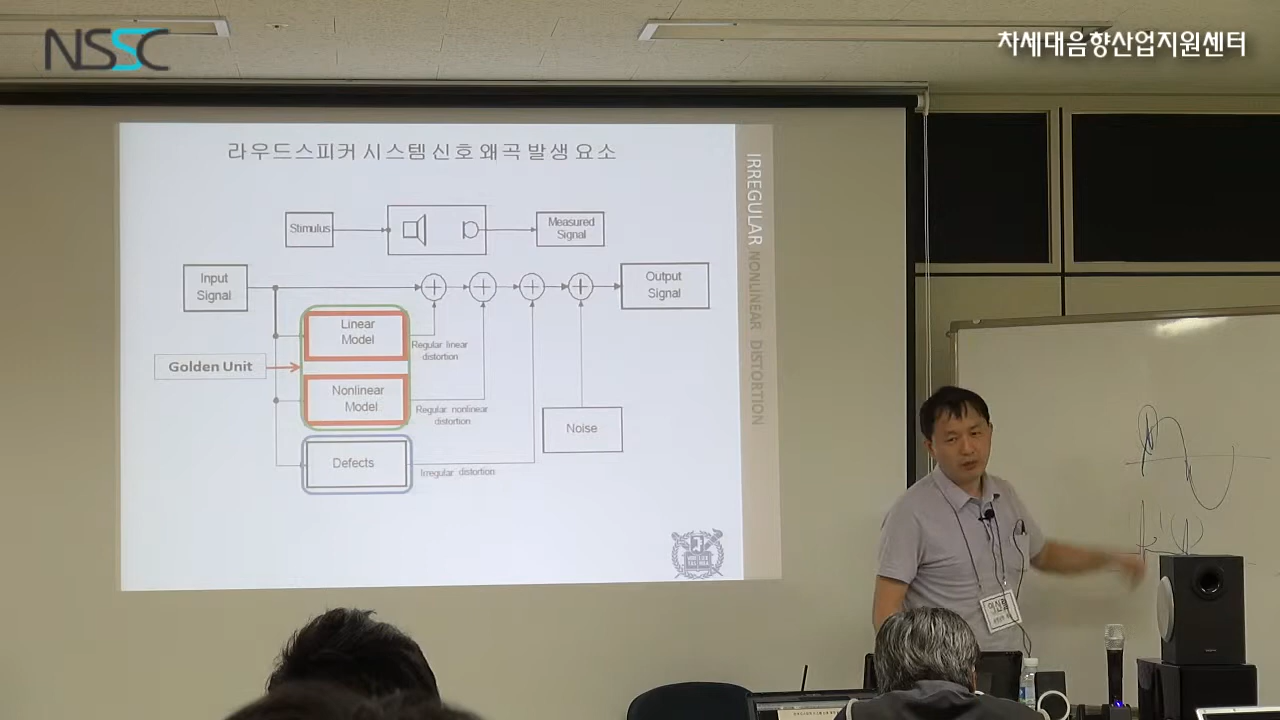 NSSC
차세대음향산업지원센터
라우드스피커 시스템 신호 왜곡 발생 요소
IRREGULAR NONLINEAR DISTORTION
Stimulus
Measured
Signal
Input
Signal
Output
Signal
Linear
Model
Regular linear
distortion
Golden Unit
Nonlinear
Model
Regular nonlinear
distortion
Noise
Defects
Irregular distortion